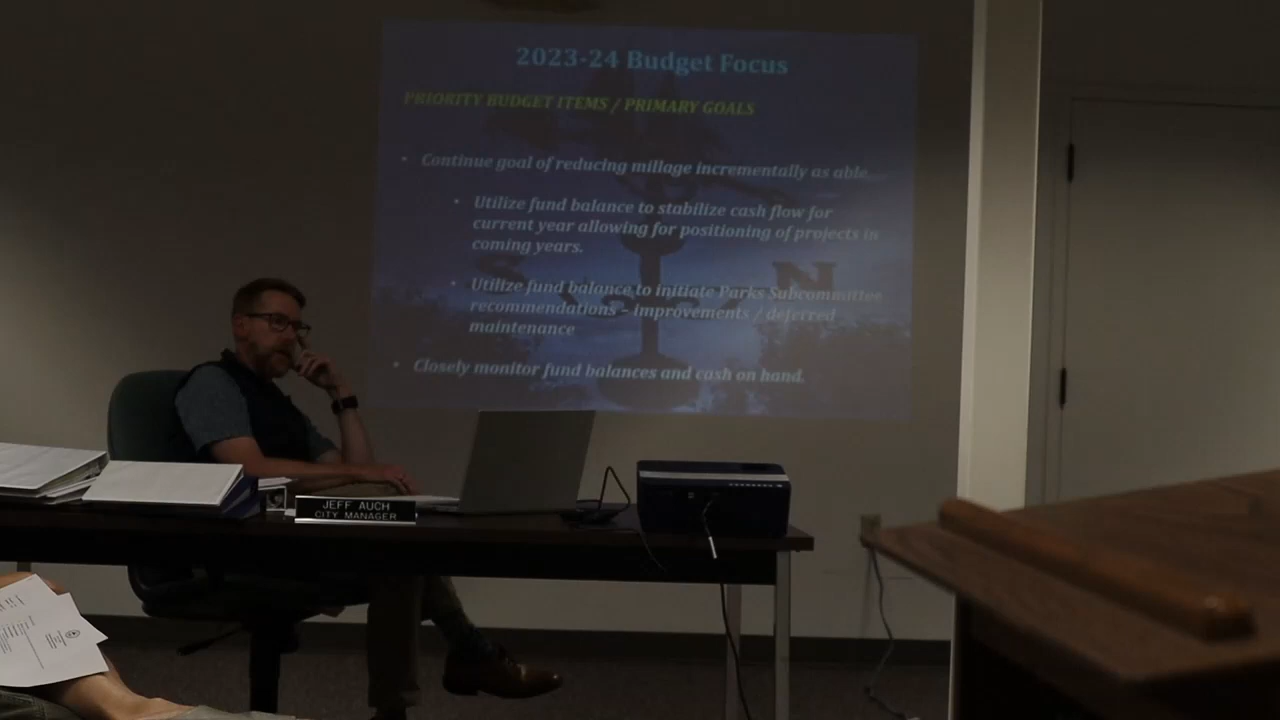 2023-24 Budget Focus
PRIORITY BUDGET ITEMS / PRIMARY GOALS
• Continue goal of reducing millage incrementally as able...
• Utilize fund balance to stabilize cash flow for
current year allowing for positioning of projects in
coming years.
N
• Utilize fund balance to initiate Parks Subcommittee
recommendations – improvements / deferred
maintenance
• Closely monitor fund balances and cash on hand.
JEFF AUCH
CITY MANAGER